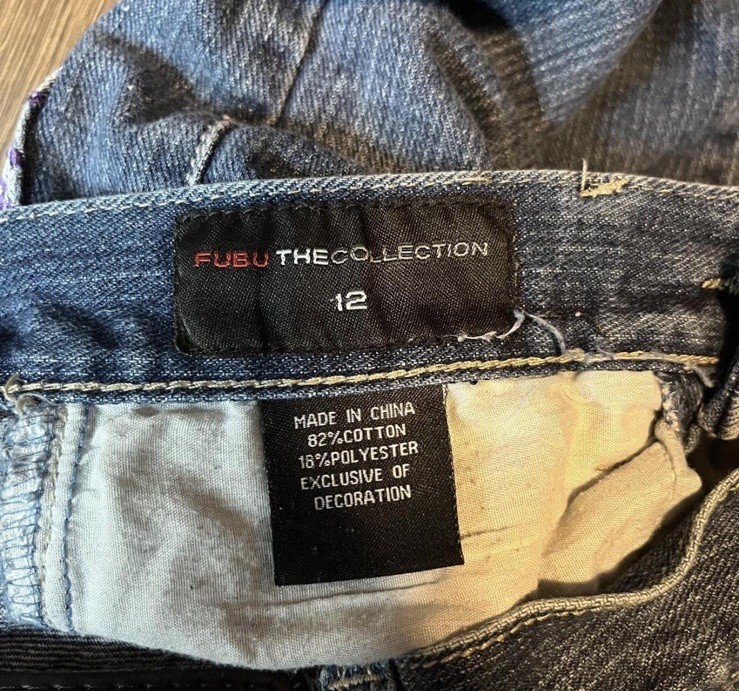 FUBU THECOLLECTION
12
MADE IN CHINA
82%COTTON
18%POLYESTER
EXCLUSIVE OF
DECORATION